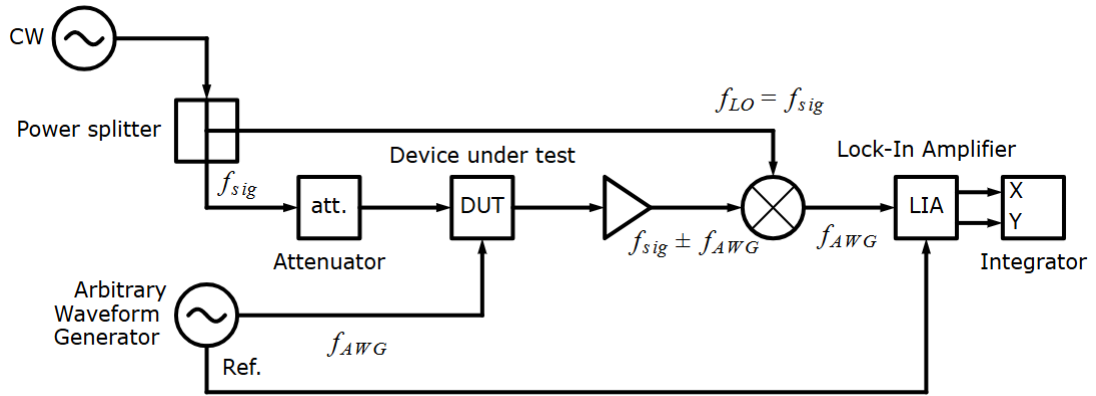 CW
Power splitter
f_LO = f_sig
Device under test
Lock-In Amplifier
f_sig
att.
DUT
LIA
X
Y
f_sig ± f_AWG
f_AWG
Attenuator
Integrator
Arbitrary
Waveform
Generator
f_AWG
Ref.